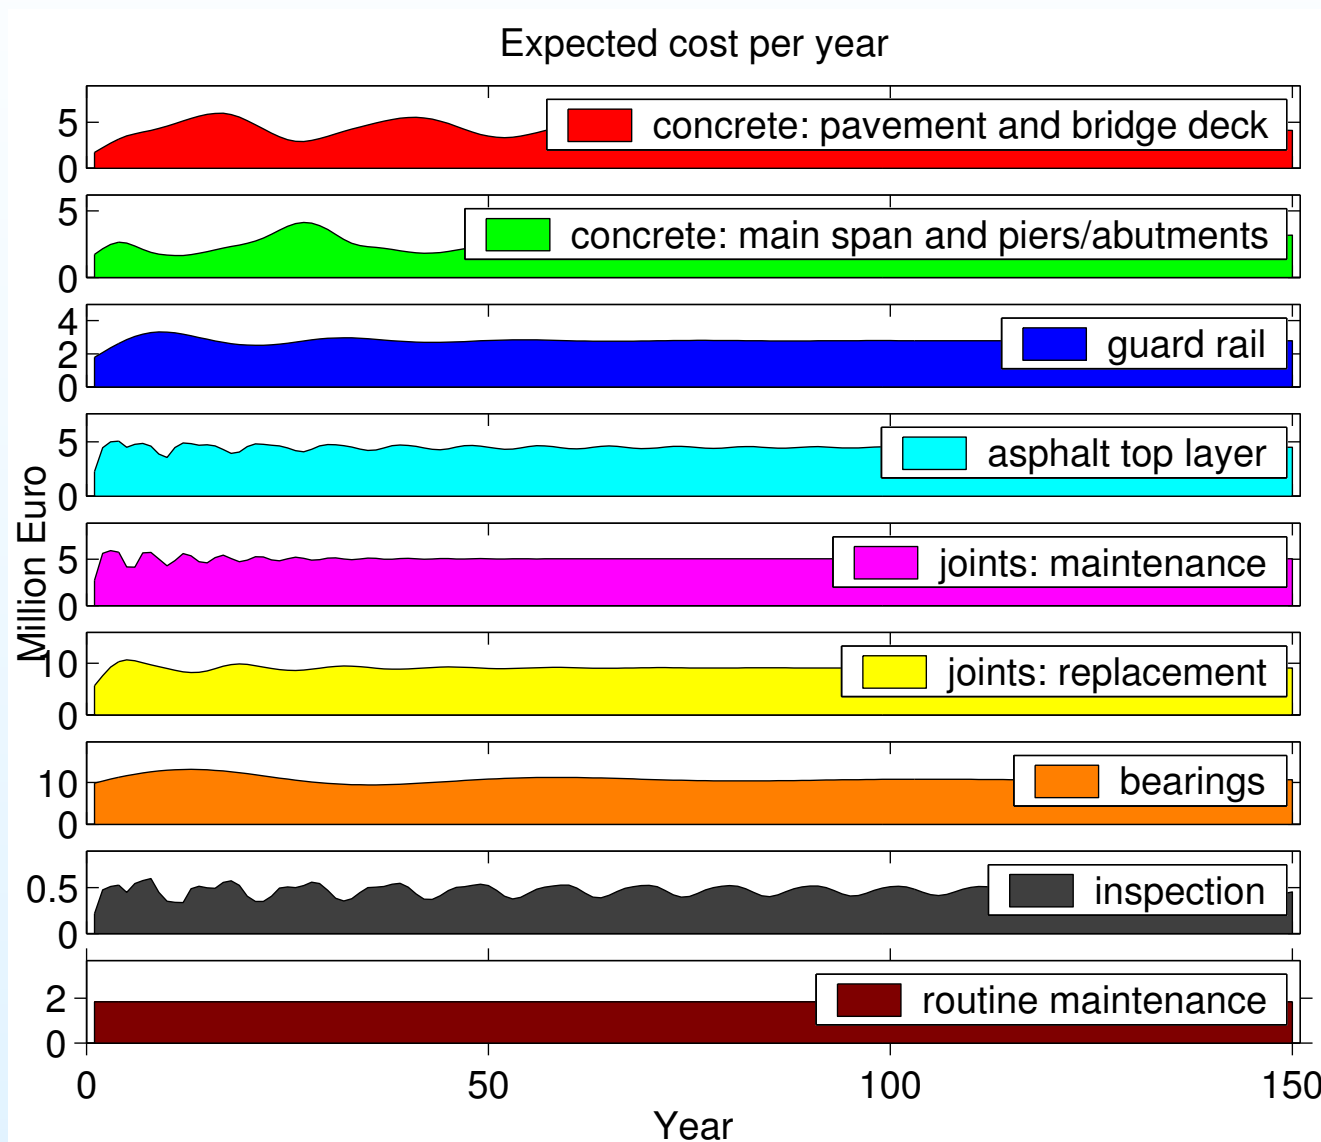 Expected cost per year
5
0
concrete: pavement and bridge deck
5
0
concrete: main span and piers/abutments
4
2
0
guard rail
5
0
asphalt top layer
Million Euro
5
0
joints: maintenance
10
0
joints: replacement
10
0
bearings
0.5
0
inspection
2
0
routine maintenance
0 50 100 150
Year